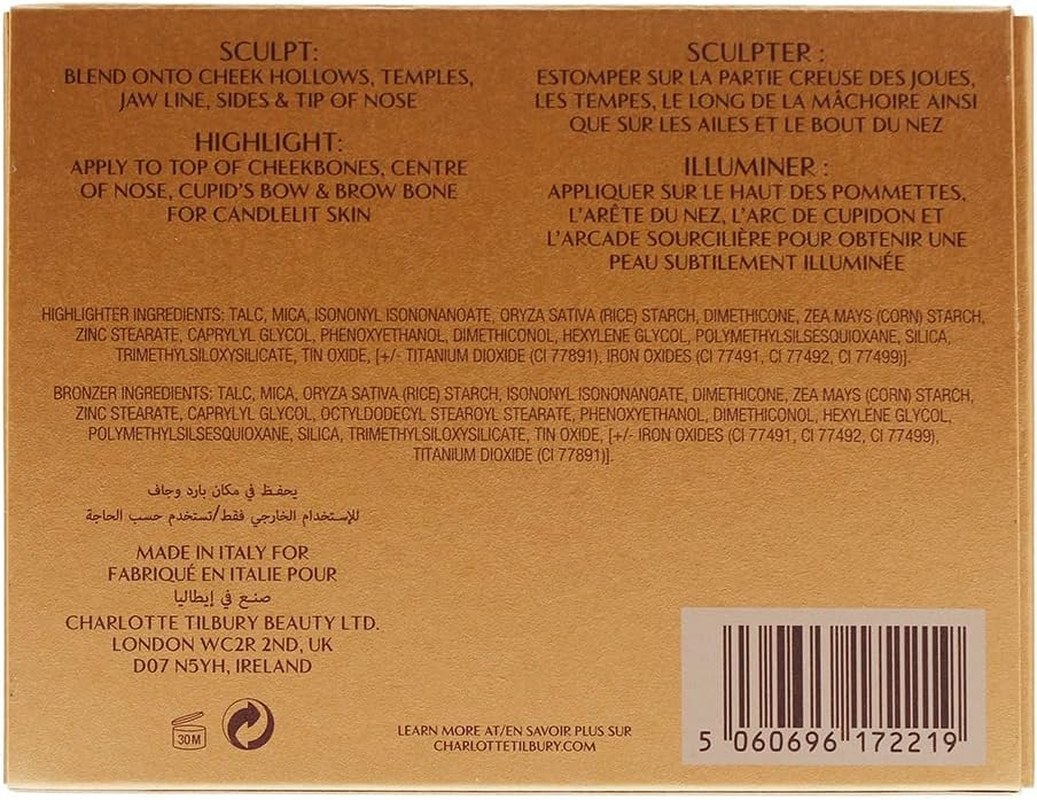 SCULPT:
BLEND ONTO CHEEK HOLLOWS, TEMPLES,
JAW LINE, SIDES & TIP OF NOSE
HIGHLIGHT:
APPLY TO TOP OF CHEEKBONES, CENTRE
OF NOSE, CUPID'S BOW & BROW BONE
FOR CANDLELIT SKIN
SCULPTER :
ESTOMPER SUR LA PARTIE CREUSE DES JOUES,
LES TEMPES, LE LONG DE LA MÂCHOIRE AINSI
QUE SUR LES AILES ET LE BOUT DU NEZ
ILLUMINER :
APPLIQUER SUR LE HAUT DES POMMETTES,
L'ARÊTE DU NEZ, L'ARC DE CUPIDON ET
L'ARCADE SOURCILIÈRE POUR OBTENIR UNE
PEAU SUBTILEMENT ILLUMINÉE
HIGHLIGHTER INGREDIENTS: TALC, MICA, ISONONYL ISONONANOATE, ORYZA SATIVA (RICE) STARCH, DIMETHICONE, ZEA MAYS (CORN) STARCH,
ZINC STEARATE, CAPRYLYL GLYCOL, PHENOXYETHANOL, DIMETHICONOL, HEXYLENE GLYCOL, POLYMETHYLSILSESQUIOXANE, SILICA,
TRIMETHYLSILOXYSILICATE, TIN OXIDE, [+/- TITANIUM DIOXIDE (CI 77891), IRON OXIDES (CI 77491, CI 77492, CI 77499)].
BRONZER INGREDIENTS: TALC, MICA, ORYZA SATIVA (RICE) STARCH, ISONONYL ISONONANOATE, DIMETHICONE, ZEA MAYS (CORN) STARCH,
ZINC STEARATE, CAPRYLYL GLYCOL, OCTYLDODECYL STEAROYL STEARATE, PHENOXYETHANOL, DIMETHICONOL, HEXYLENE GLYCOL,
POLYMETHYLSILSESQUIOXANE, SILICA, TRIMETHYLSILOXYSILICATE, TIN OXIDE, [+/- IRON OXIDES (CI 77491, CI 77492, CI 77499),
TITANIUM DIOXIDE (CI 77891)].
يحفظ في مكان بارد وجاف
للإستخدام الخارجي فقط/تستخدم حسب الحاجة
MADE IN ITALY FOR
FABRIQUÉ EN ITALIE POUR
صنع في إيطاليا
CHARLOTTE TILBURY BEAUTY LTD.
LONDON WC2R 2ND, UK
D07 N5YH, IRELAND
30M
LEARN MORE AT/EN SAVOIR PLUS SUR
CHARLOTTETILBURY.COM
5 060696 172219